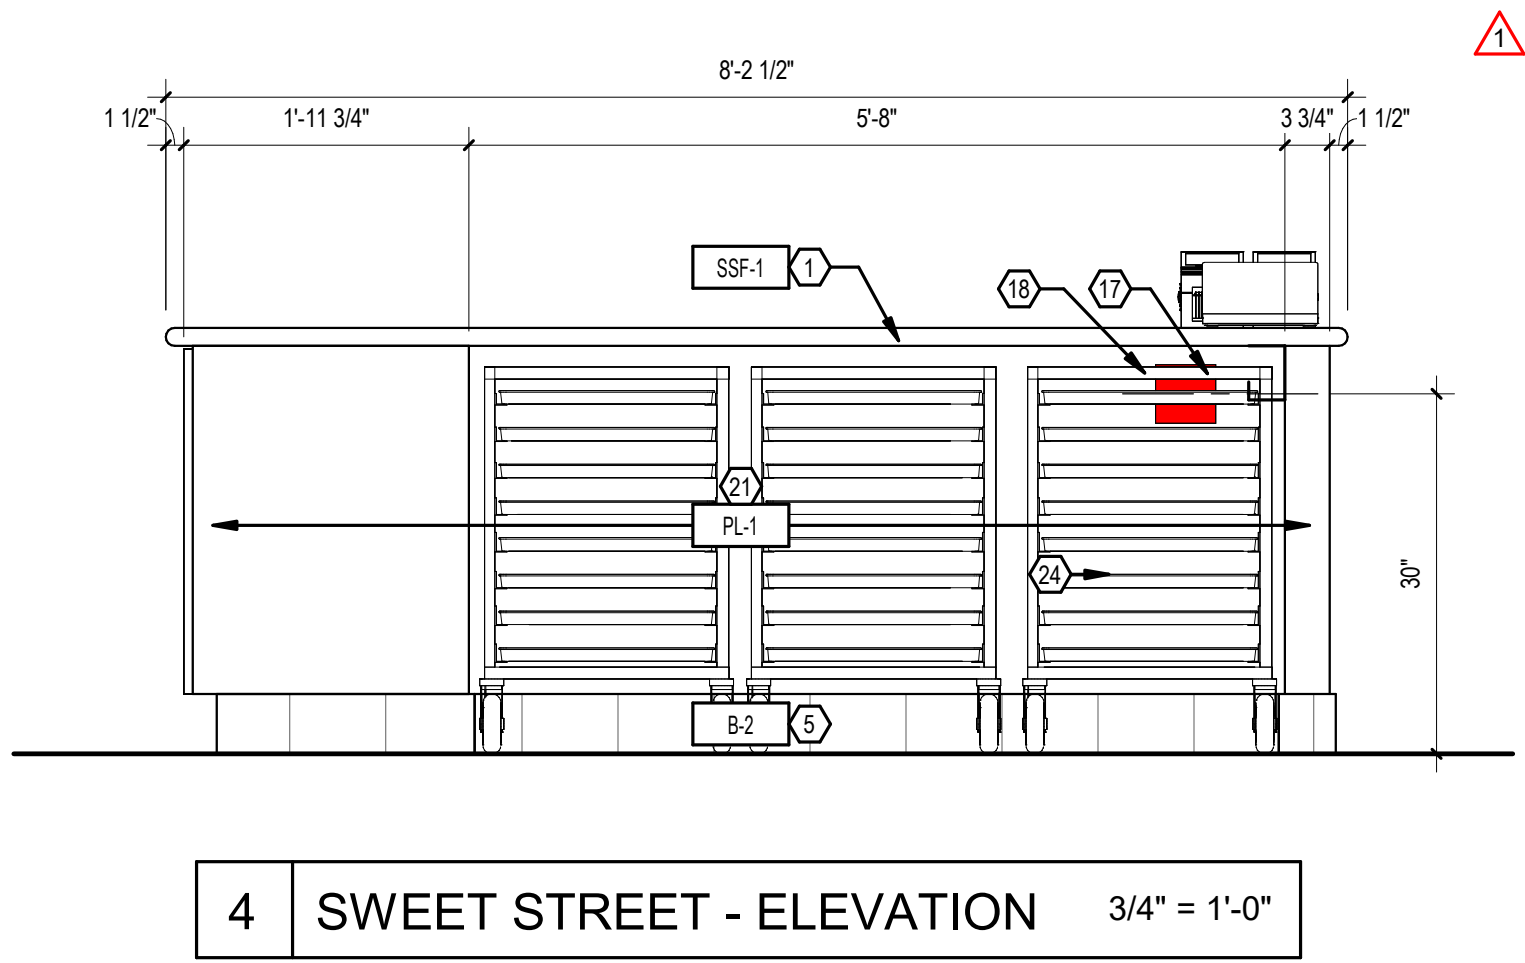 1
8'-2 1/2"
1 1/2" 1'-11 3/4" 5'-8" 3 3/4" 1 1/2"
SSF-1 1
18 17
21
PL-1
24
30"
B-2 5
4 SWEET STREET - ELEVATION 3/4" = 1'-0"